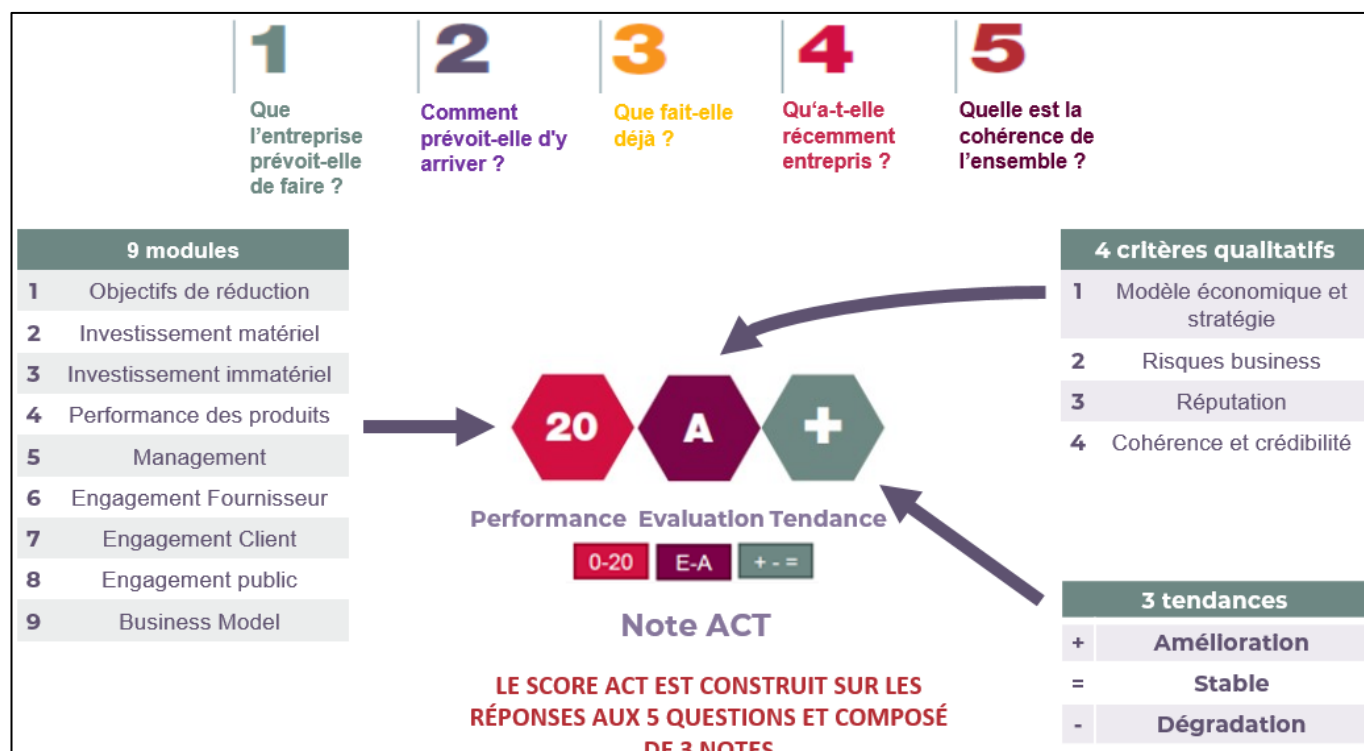 1
Que
l'entreprise
prévoit-elle
de faire ?
2
Comment
prévoit-elle d'y
arriver ?
3
Que fait-elle
déjà ?
4
Qu'a-t-elle
récemment
entrepris ?
5
Quelle est la
cohérence de
l'ensemble ?
9 modules
1 Objectifs de réduction
2 Investissement matériel
3 Investissement immatériel
4 Performance des produits
5 Management
6 Engagement Fournisseur
7 Engagement Client
8 Engagement public
9 Business Model
20 A +
Performance Evaluation Tendance
0-20 E-A + - =
Note ACT
LE SCORE ACT EST CONSTRUIT SUR LES
RÉPONSES AUX 5 QUESTIONS ET COMPOSÉ
DE 3 NOTES
4 critères qualitatifs
1 Modèle économique et
stratégie
2 Risques business
3 Réputation
4 Cohérence et crédibilité
3 tendances
+ Amélioration
= Stable
- Dégradation